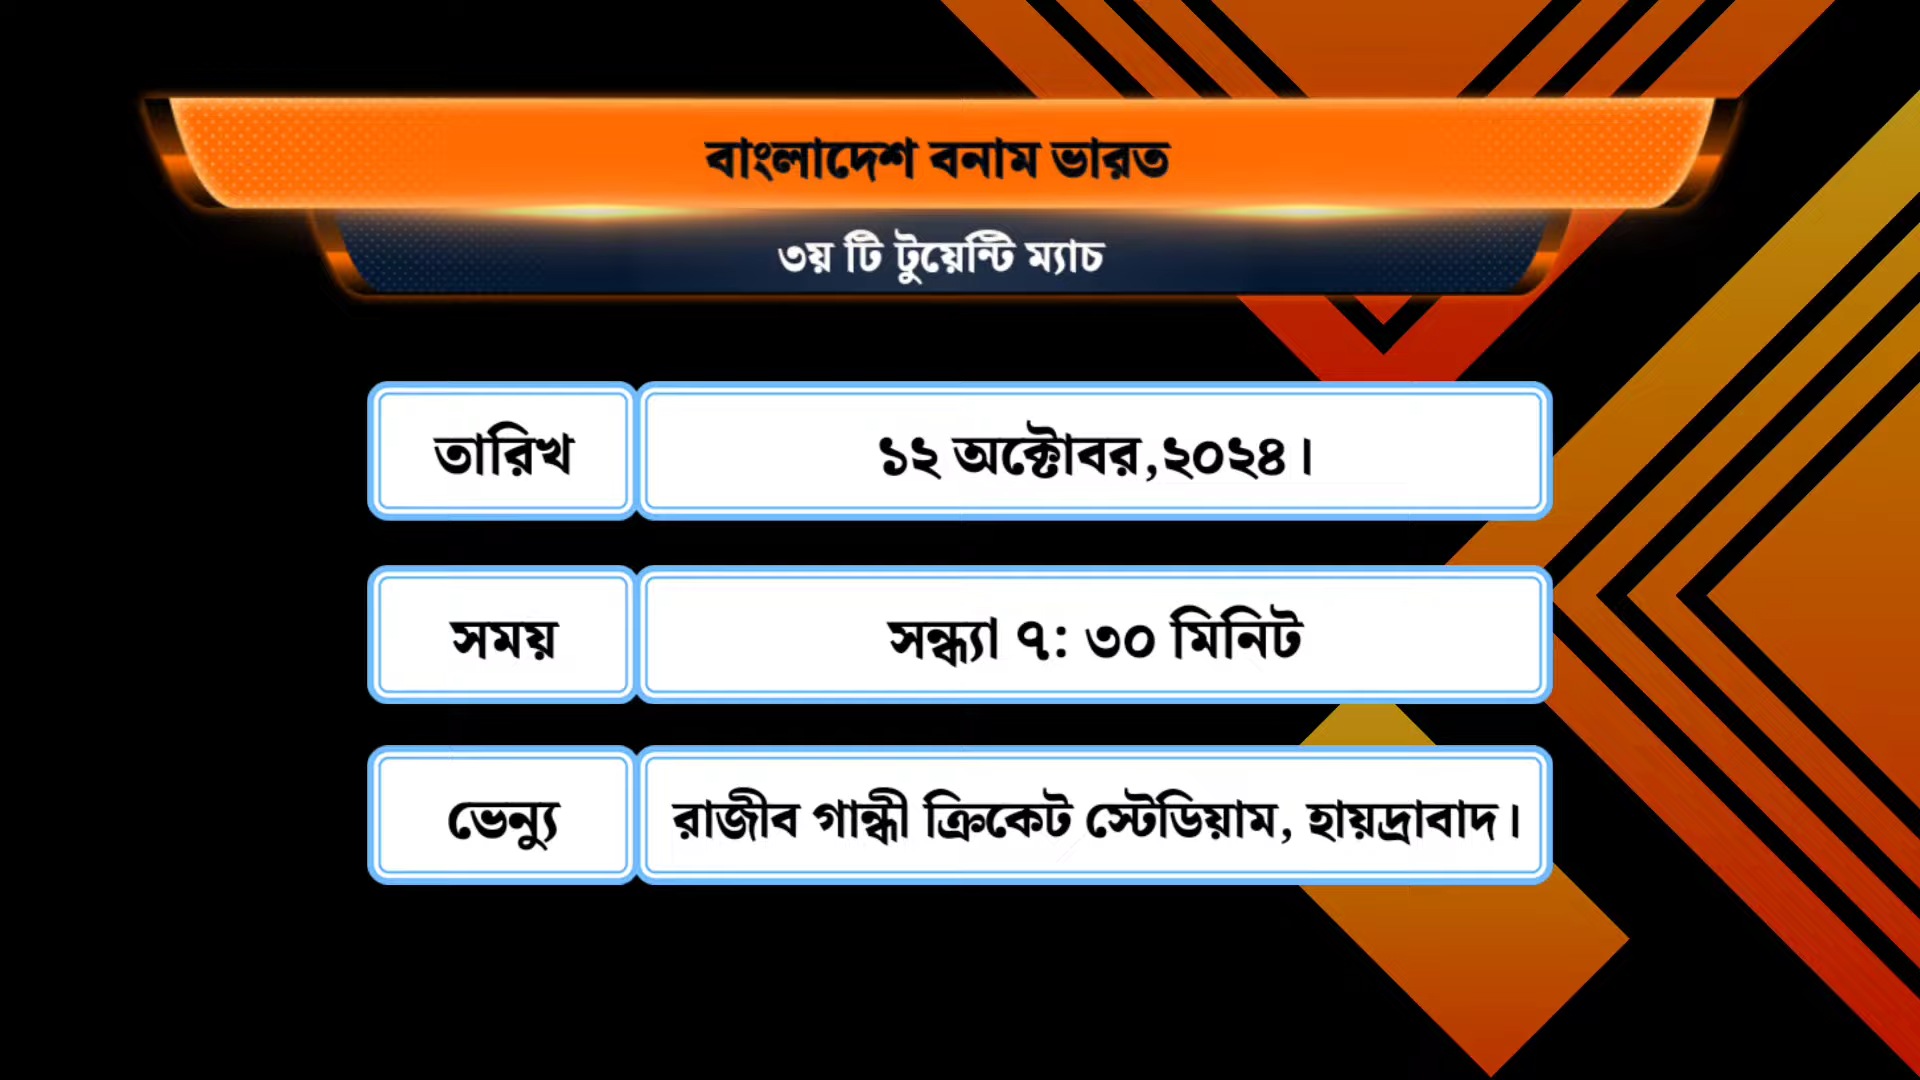 বাংলাদেশ বনাম ভারত
৩য় টি টুয়েন্টি ম্যাচ
তারিখ ১২ অক্টোবর,২০২৪।
সময় সন্ধ্যা ৭: ৩০ মিনিট
ভেন্যু রাজীব গান্ধী ক্রিকেট স্টেডিয়াম, হায়দ্রাবাদ।